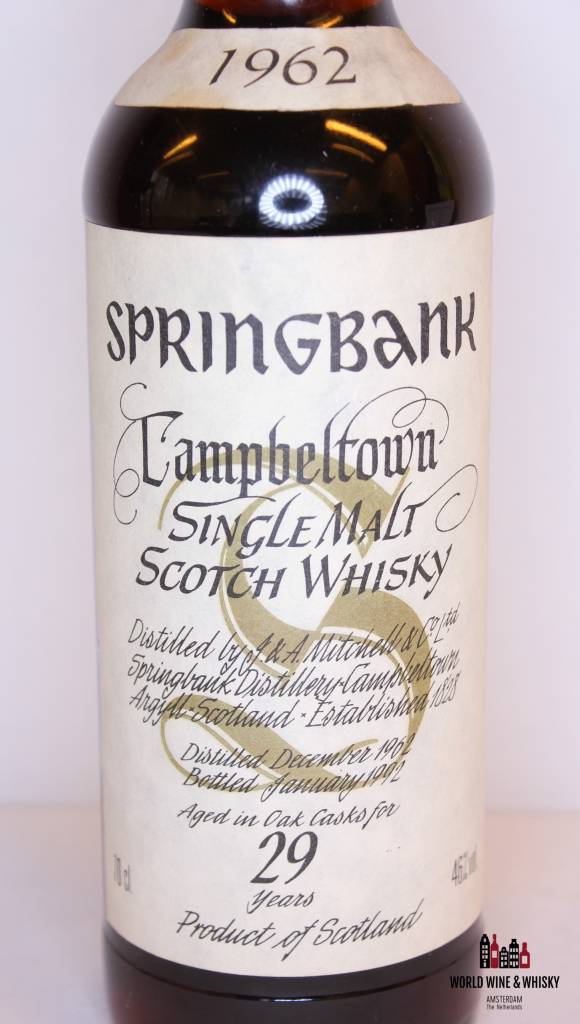 1962
SPRINGBANK
Campbeltown
SINGLE MALT
SCOTCH WHISKY
Distilled by J. & A. Mitchell & Co. Ltd.
Springbank Distillery·Campbeltown
Argyll·Scotland · Established 1828
Distilled December 1962
Bottled January 1992
Aged in Oak Casks for
29
Years
70 cl
46% vol.
Product of Scotland
WORLD WINE & WHISKY
AMSTERDAM
The Netherlands